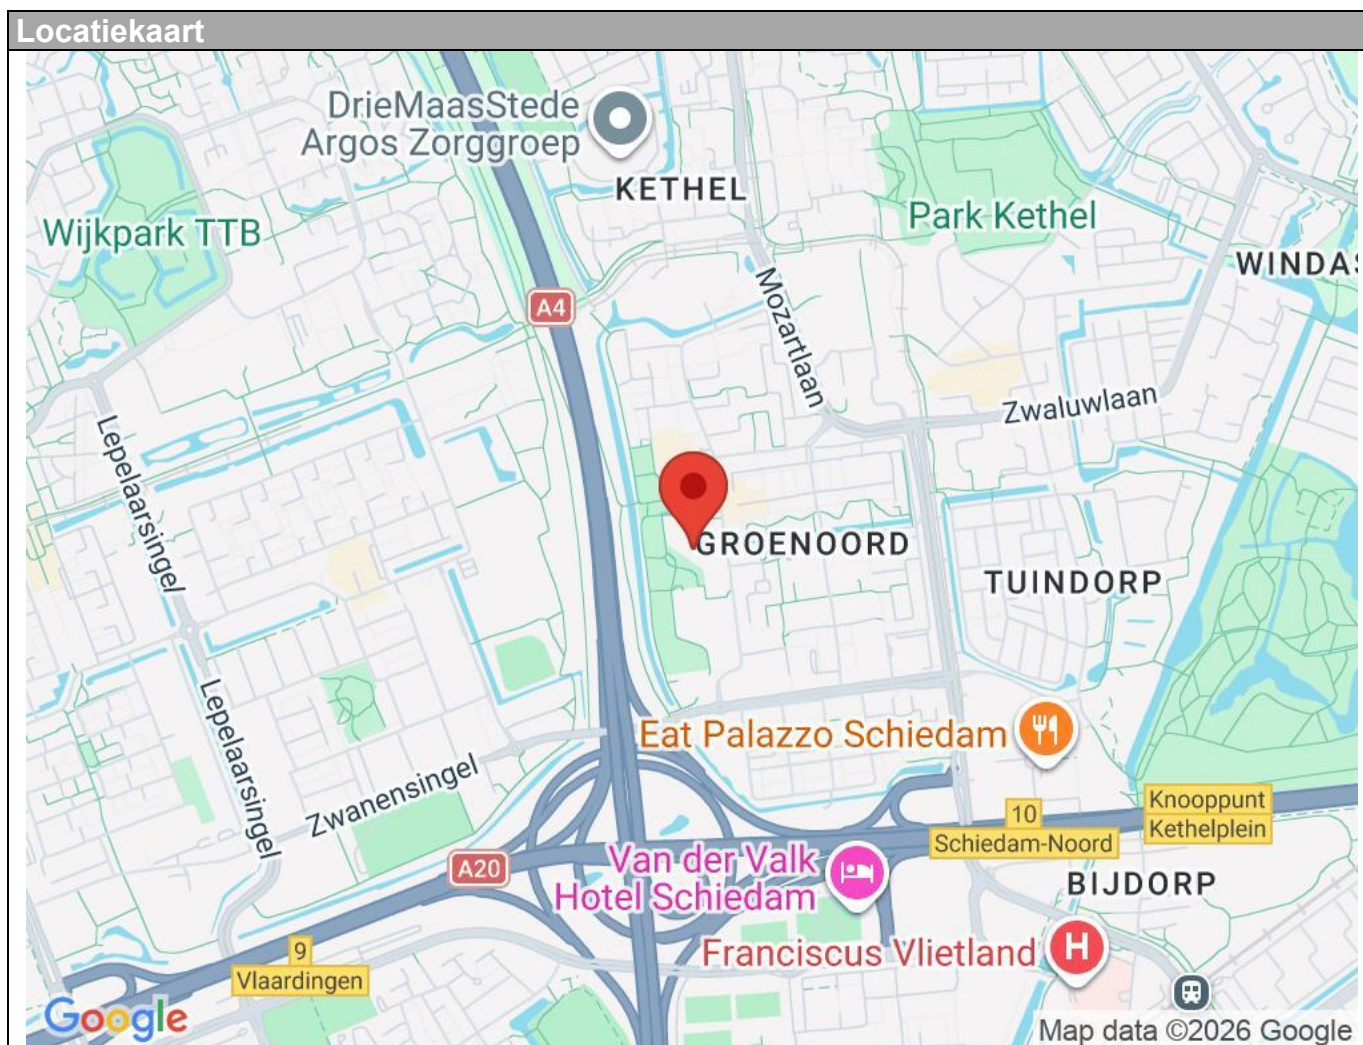 Locatiekaart
DrieMaasStede
Argos Zorggroep
KETHEL
Wijkpark TTB
Park Kethel
WINDAS
A4
Mozartlaan
Zwaluwlaan
Lepelaarsingel
GROENOORD
TUINDORP
Lepelaarsingel
Eat Palazzo Schiedam
Zwanensingel
Knooppunt
Kethelplein
10
Schiedam-Noord
A20
Van der Valk
Hotel Schiedam
BIJDORP
H
Franciscus Vlietland
9
Vlaardingen
Google
Map data ©2026 Google